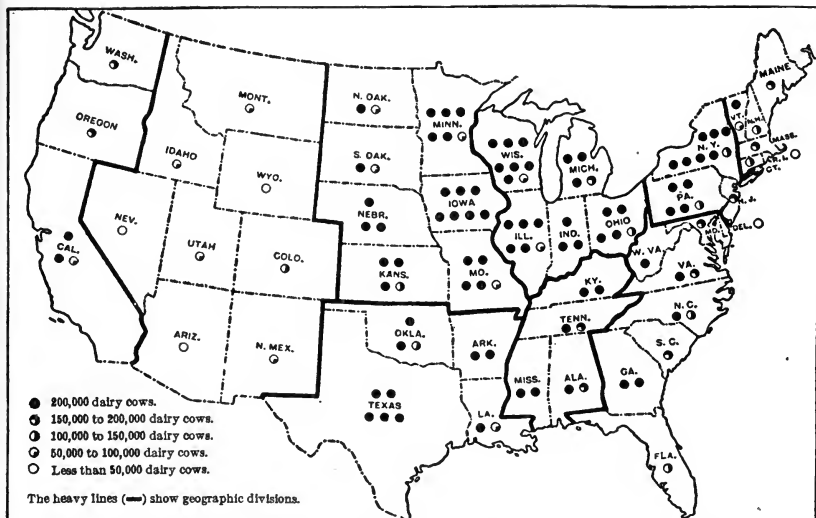 WASH.
MONT.
N. OAK.
MINN.
MAINE
OREGON
IDAHO
S. OAK.
WIS.
MICH.
VT.
N.H.
MASS.
N. Y.
R. I.
CT.
WYO.
IOWA
PA.
N. J.
NEBR.
NEV.
ILL.
IND.
OHIO
MD.
DEL.
CAL.
UTAH
COLO.
W. VA.
KANS.
MO.
VA.
KY.
N. C.
TENN.
ARIZ.
N. MEX.
OKLA.
ARK.
S. C.
MISS.
ALA.
GA.
TEXAS
LA.
FLA.
200,000 dairy cows.
150,000 to 200,000 dairy cows.
100,000 to 150,000 dairy cows.
50,000 to 100,000 dairy cows.
Less than 50,000 dairy cows.
The heavy lines (▬) show geographic divisions.